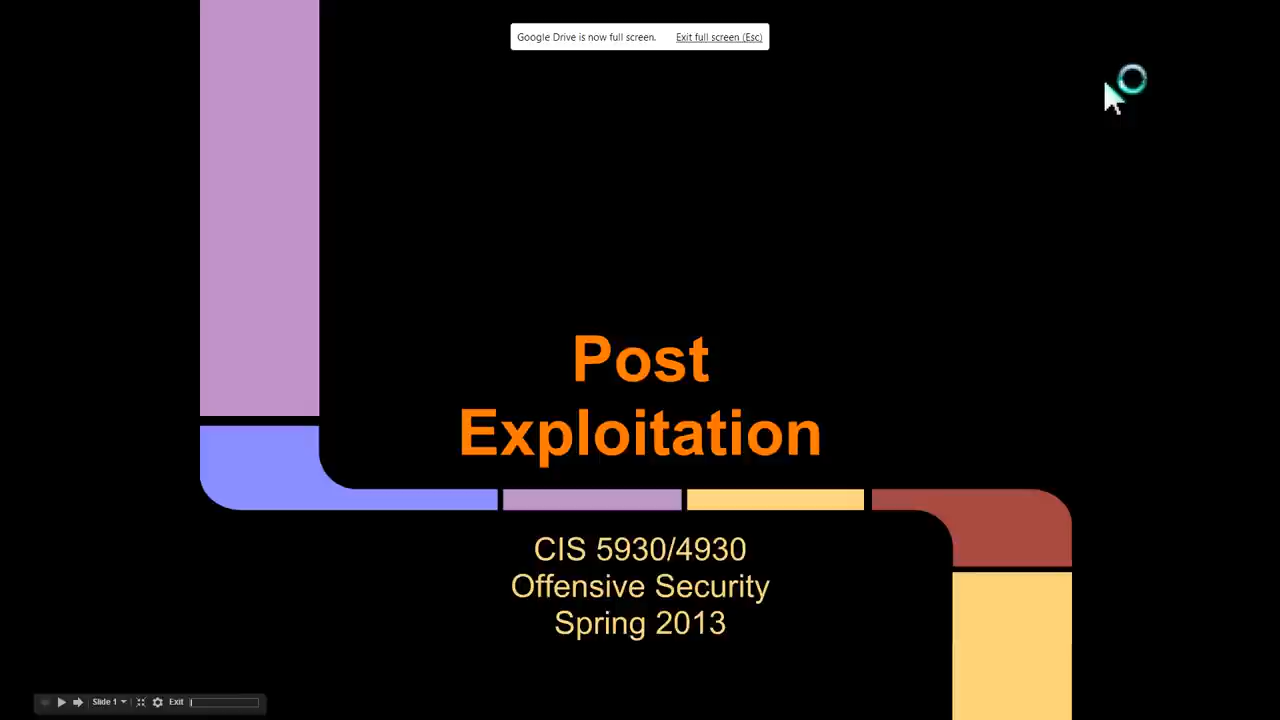 Google Drive is now full screen. Exit full screen (Esc)
Post
Exploitation
CIS 5930/4930
Offensive Security
Spring 2013
Slide 1 Exit